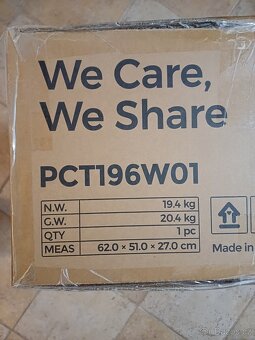 We Care,
We Share
PCT196W01
N.W. 19.4 kg
G.W. 20.4 kg
QTY 1 pc
MEAS 62.0 × 51.0 × 27.0 cm
Made in